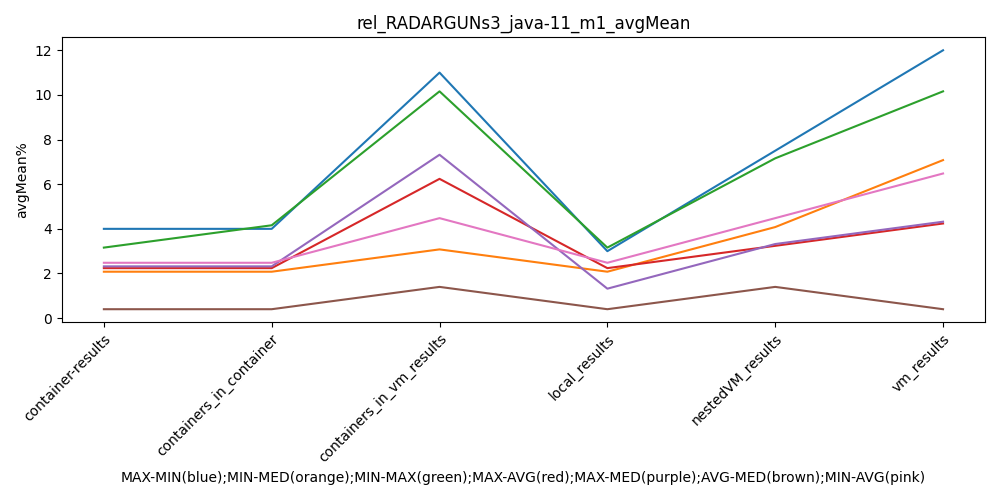 rel_RADARGUNs3_java-11_m1_avgMean
12
10
8
6
4
2
0
avgMean%
container-results
containers_in_container
containers_in_vm_results
local_results
nestedVM_results
vm_results
MAX-MIN(blue);MIN-MED(orange);MIN-MAX(green);MAX-AVG(red);MAX-MED(purple);AVG-MED(brown);MIN-AVG(pink)